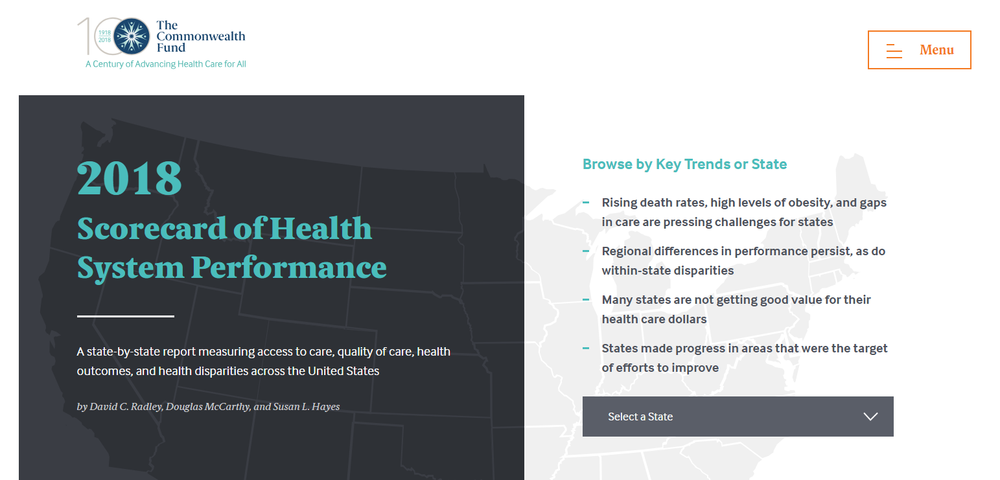 100
1918
2018
The
Commonwealth
Fund
A Century of Advancing Health Care for All
Menu
2018
Scorecard of Health
System Performance
A state-by-state report measuring access to care, quality of care, health
outcomes, and health disparities across the United States
by David C. Radley, Douglas McCarthy, and Susan L. Hayes
Browse by Key Trends or State
Rising death rates, high levels of obesity, and gaps
in care are pressing challenges for states
Regional differences in performance persist, as do
within-state disparities
Many states are not getting good value for their
health care dollars
States made progress in areas that were the target
of efforts to improve
Select a State